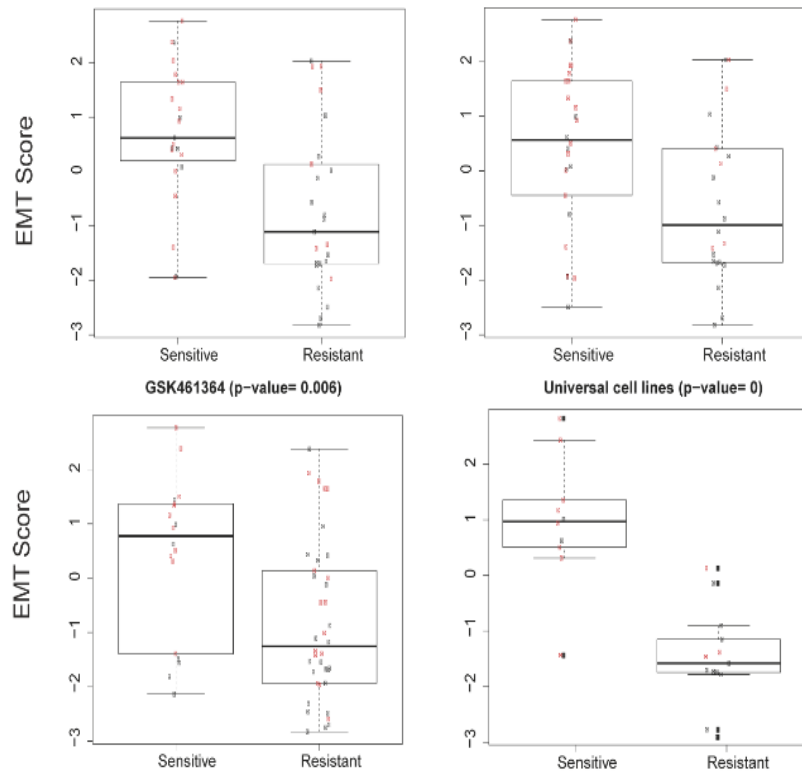 EMT Score
2
1
0
−1
−2
−3
Sensitive
Resistant
2
1
0
−1
−2
−3
Sensitive
Resistant
GSK461364 (p−value= 0.006)
Universal cell lines (p−value= 0)
EMT Score
2
1
0
−1
−2
−3
Sensitive
Resistant
2
1
0
−1
−2
−3
Sensitive
Resistant